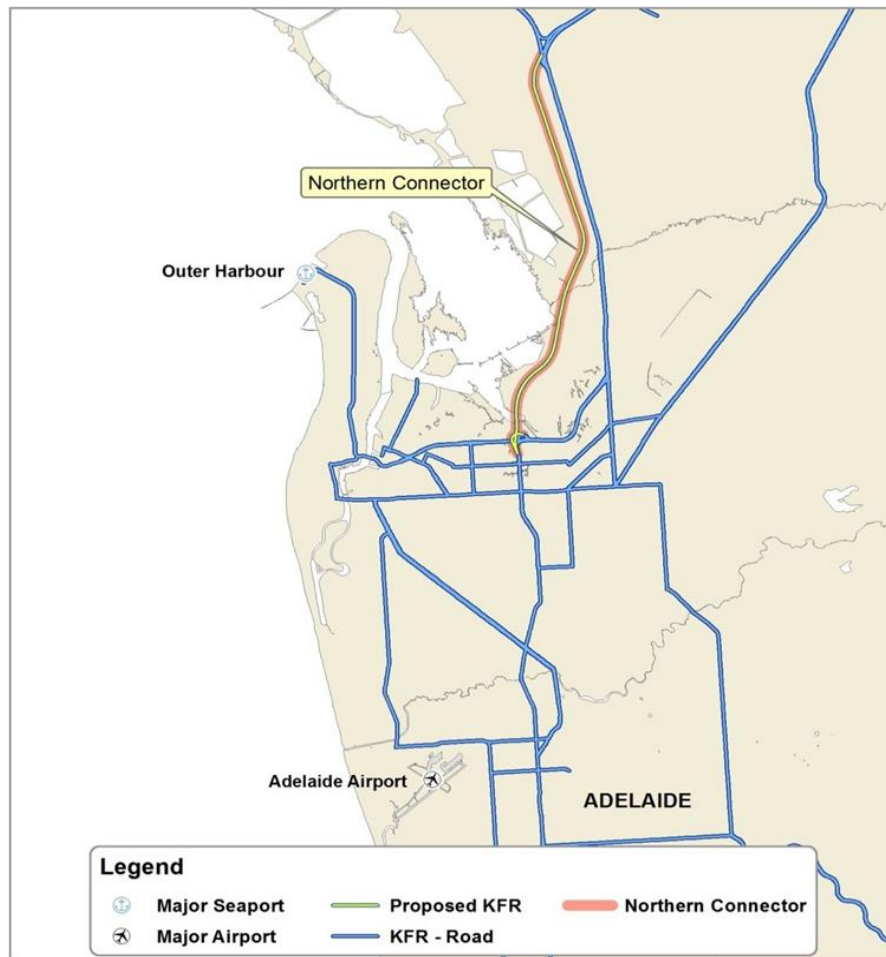 Northern Connector
Outer Harbour
Adelaide Airport
ADELAIDE
Legend
Major Seaport
Proposed KFR
Northern Connector
Major Airport
KFR - Road